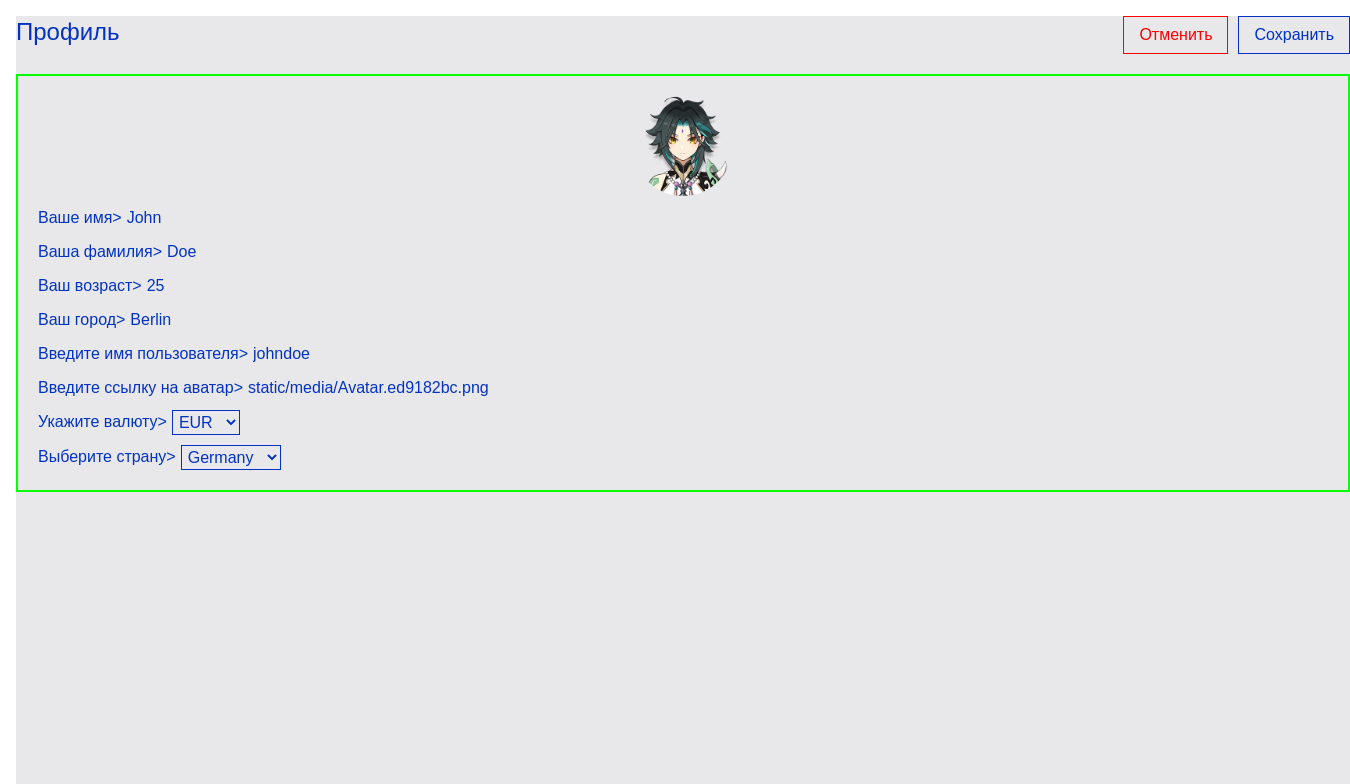 Профиль
Отменить
Сохранить
Ваше имя> John
Ваша фамилия> Doe
Ваш возраст> 25
Ваш город> Berlin
Введите имя пользователя> johndoe
Введите ссылку на аватар> static/media/Avatar.ed9182bc.png
Укажите валюту> EUR
Выберите страну> Germany